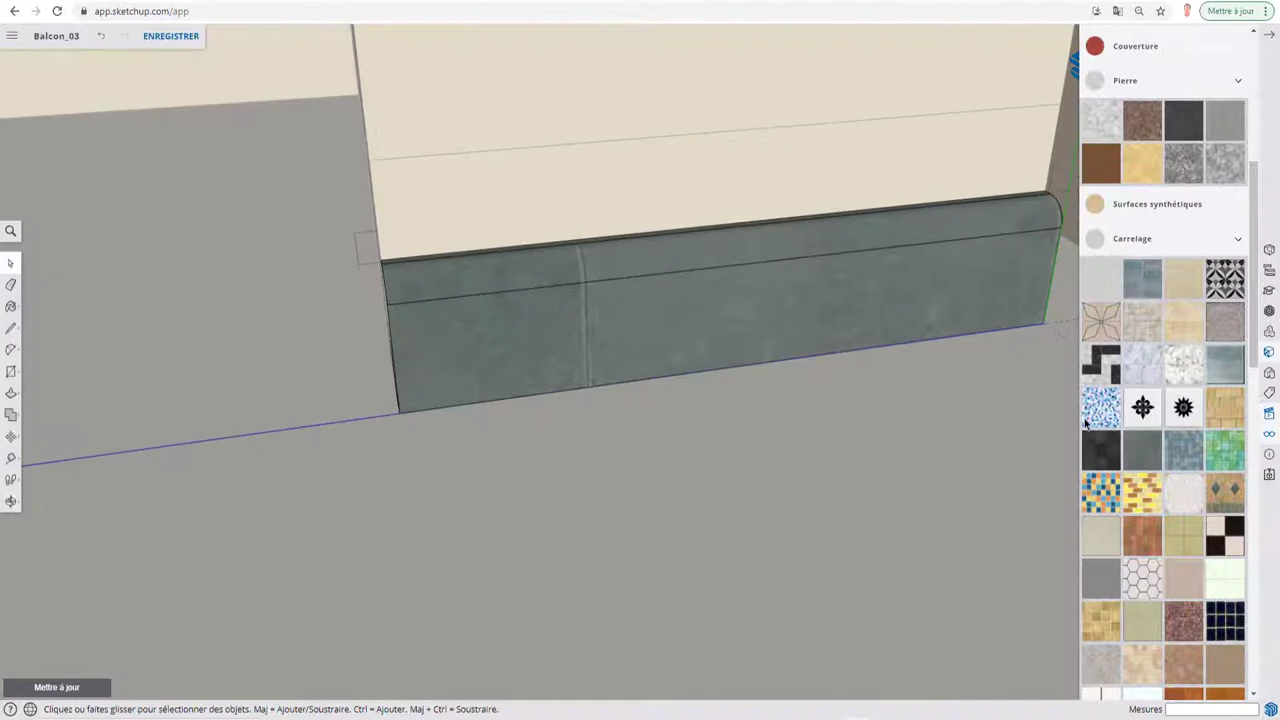 app.sketchup.com/app
Mettre à jour
Balcon_03
ENREGISTRER
Couverture
Pierre
Surfaces synthétiques
Carrelage
Mettre á jour
Cliquez ou faites glisser pour sélectionner des objets. Maj = Ajouter/Soustraire. Ctrl = Ajouter. Maj + Ctrl = Soustraire.
Mesures